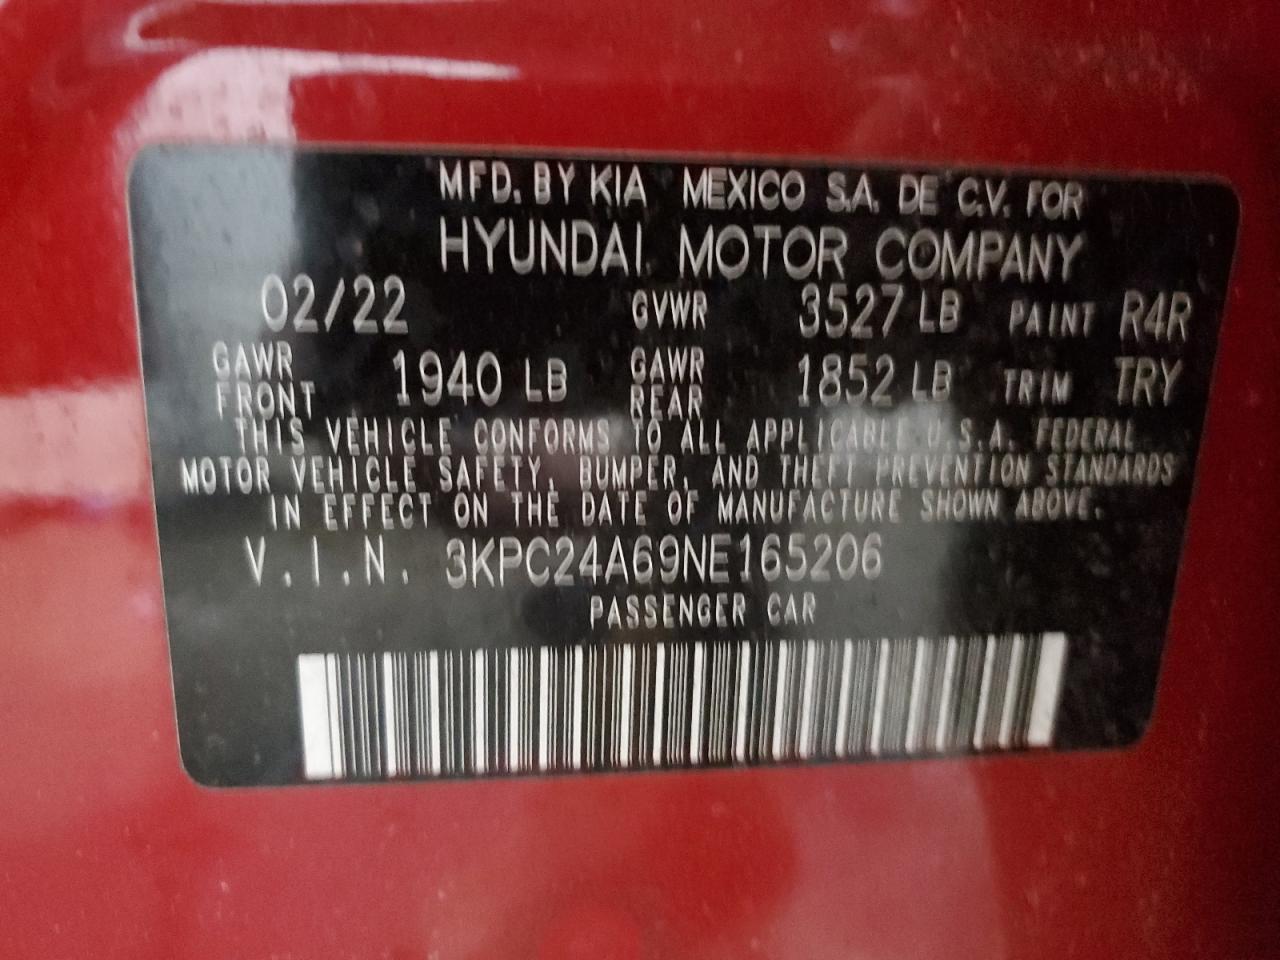 MFD. BY KIA MEXICO S.A. DE C.V. FOR
HYUNDAI MOTOR COMPANY
02/22 GVWR 3527 LB PAINT R4R
GAWR FRONT 1940 LB GAWR REAR 1852 LB TRIM TRY
THIS VEHICLE CONFORMS TO ALL APPLICABLE U.S.A. FEDERAL
MOTOR VEHICLE SAFETY, BUMPER, AND THEFT PREVENTION STANDARDS
IN EFFECT ON THE DATE OF MANUFACTURE SHOWN ABOVE.
V.I.N. 3KPC24A69NE165206
PASSENGER CAR